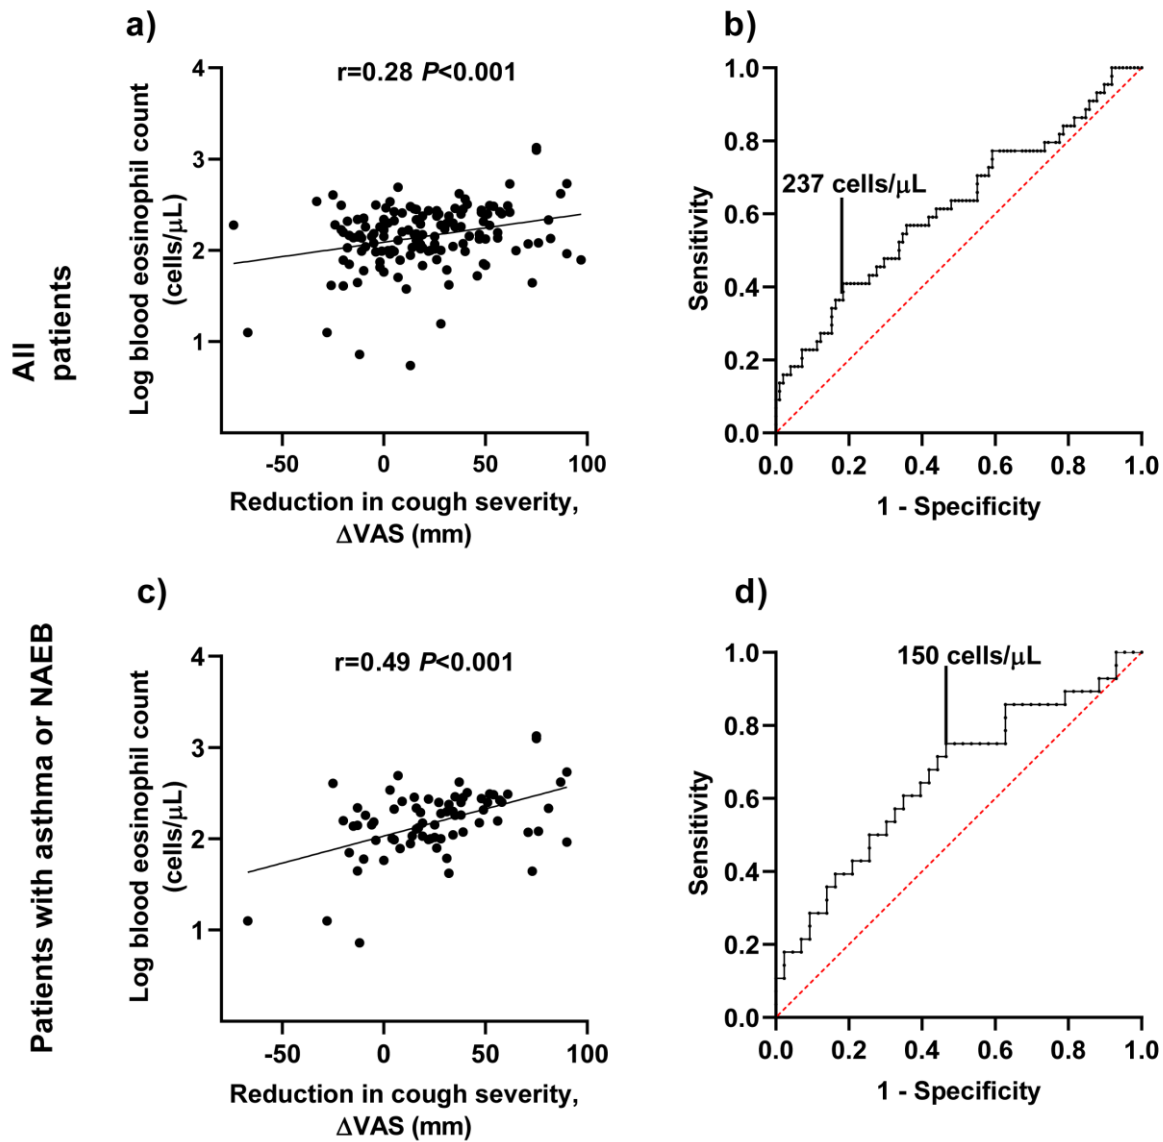 a)
r=0.28 P<0.001
4
3
2
1
Log blood eosinophil count
(cells/μL)
-50
0
50
100
Reduction in cough severity,
ΔVAS (mm)
All
patients
b)
237 cells/μL
1.0
0.8
0.6
0.4
0.2
0.0
Sensitivity
0.0
0.2
0.4
0.6
0.8
1.0
1 - Specificity
c)
r=0.49 P<0.001
4
3
2
1
Log blood eosinophil count
(cells/μL)
-50
0
50
100
Reduction in cough severity,
ΔVAS (mm)
Patients with asthma or NAEB
d)
150 cells/μL
1.0
0.8
0.6
0.4
0.2
0.0
Sensitivity
0.0
0.2
0.4
0.6
0.8
1.0
1 - Specificity